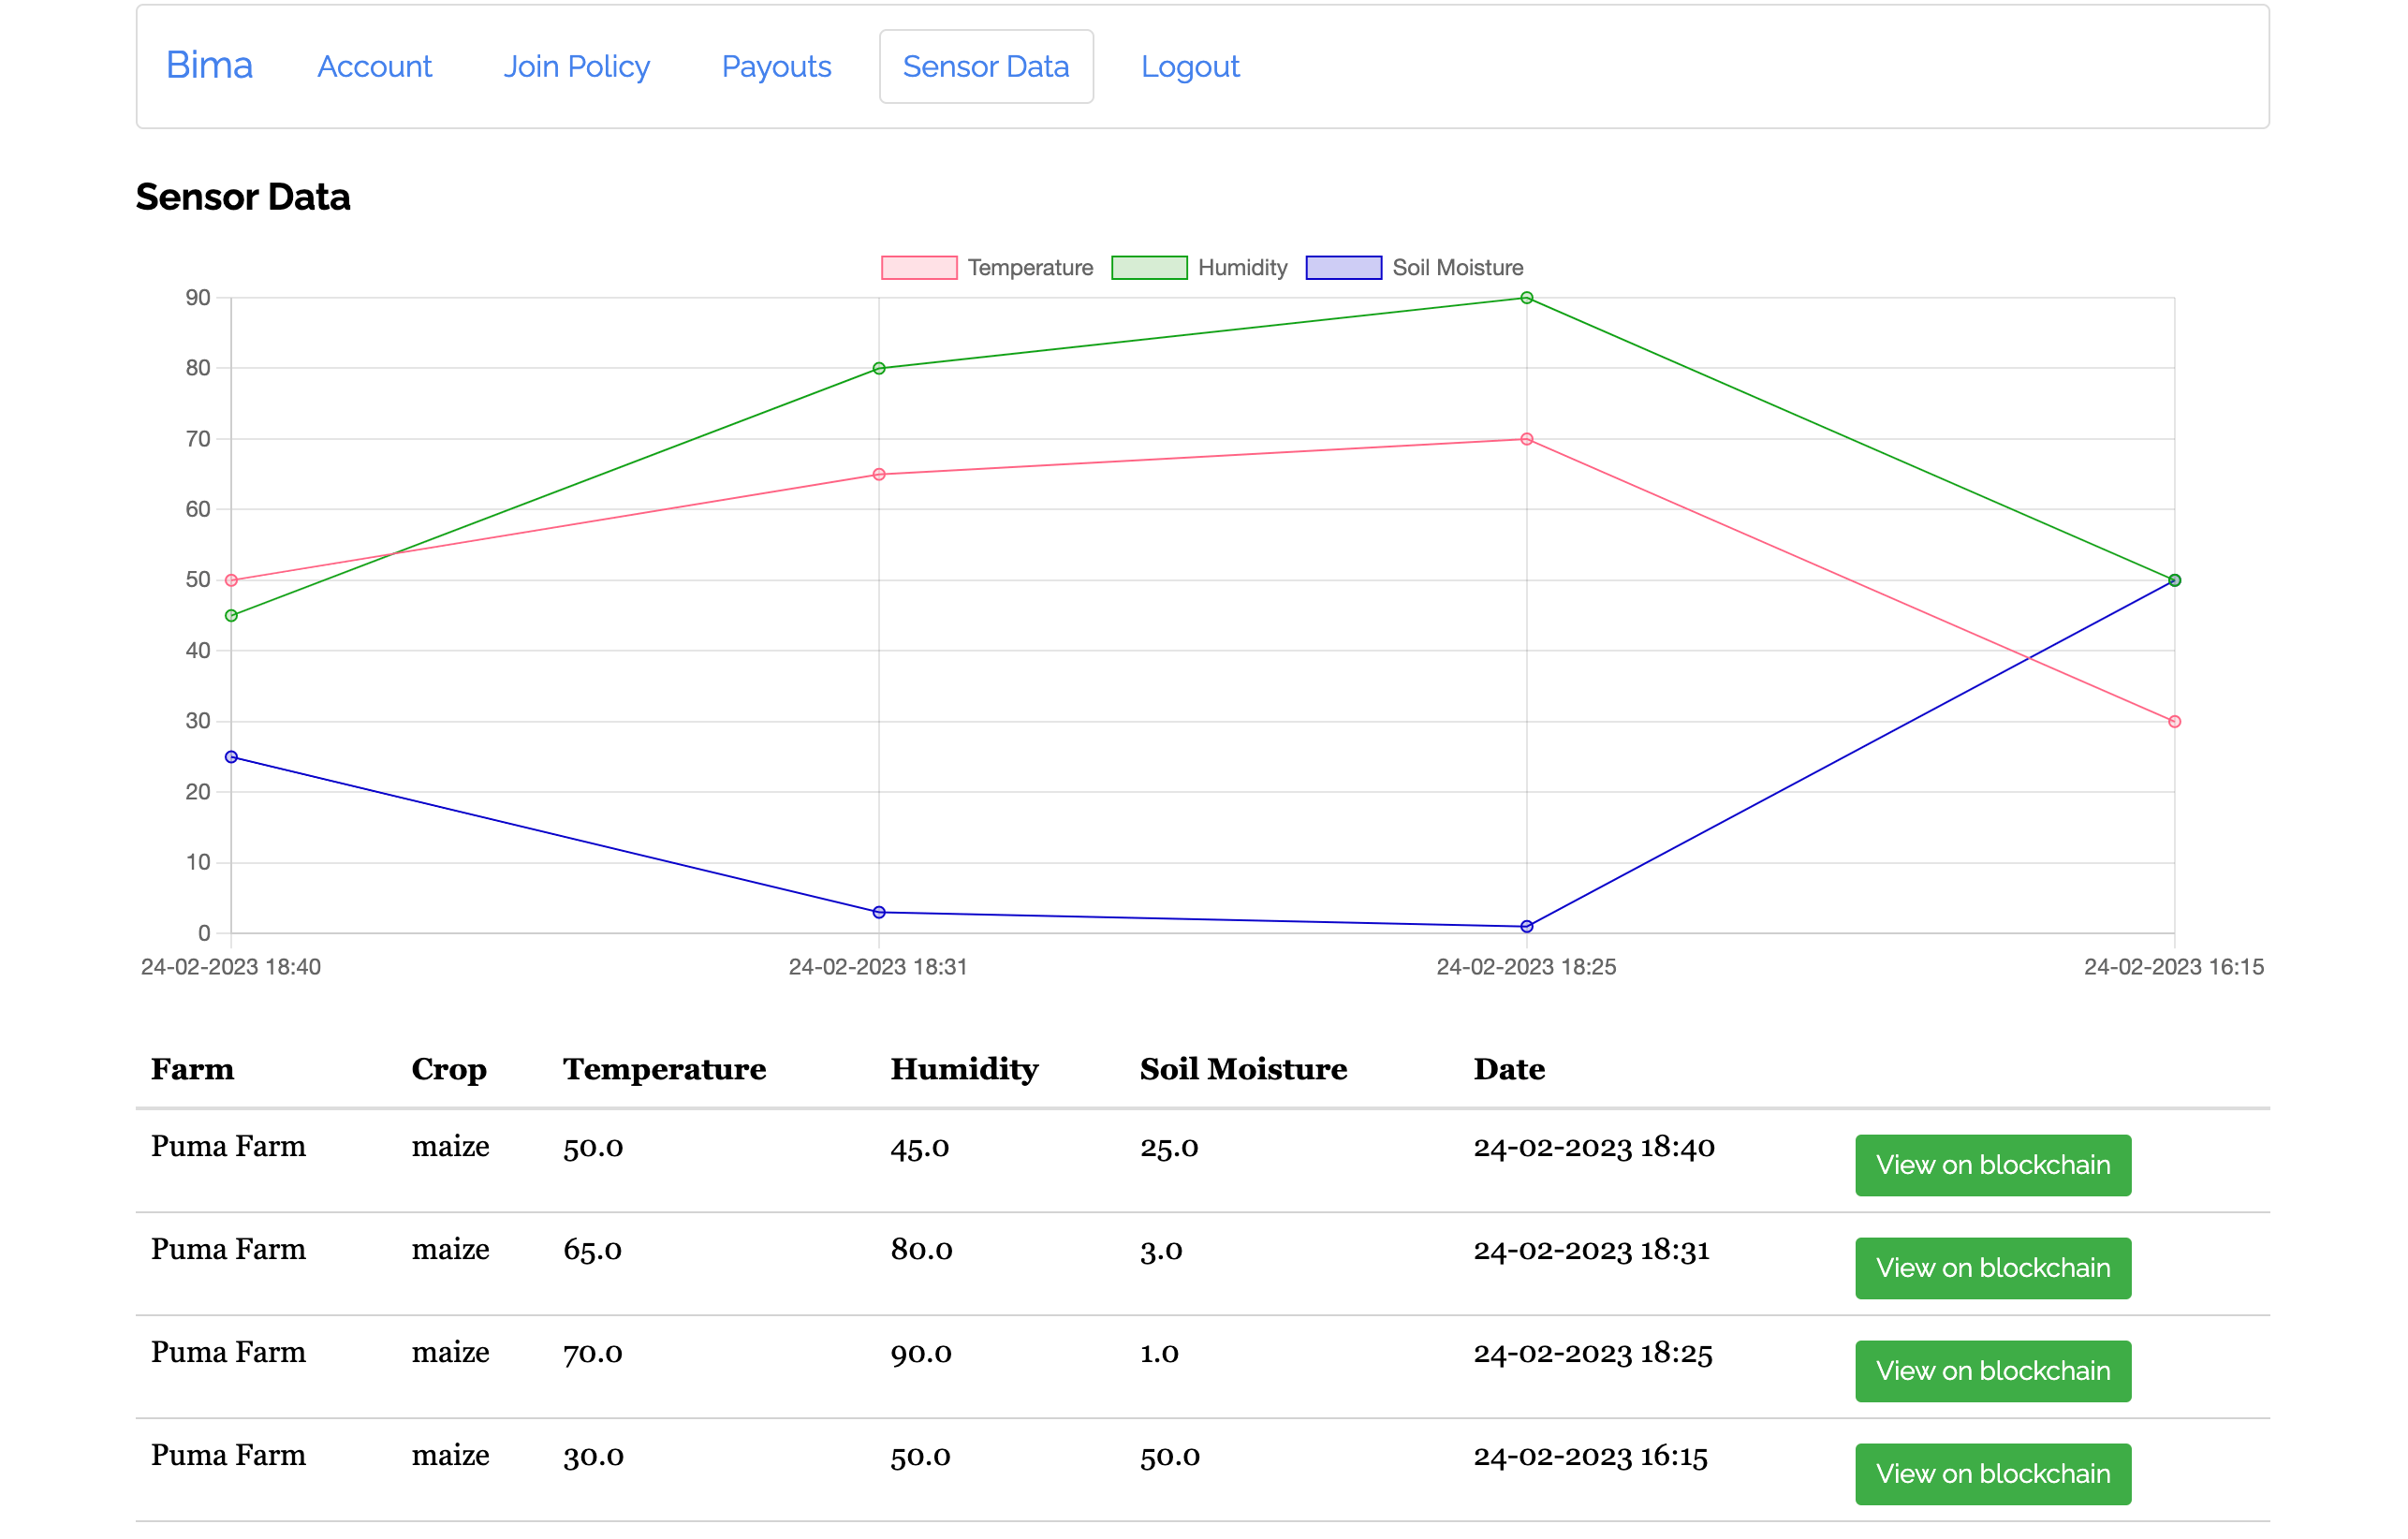 Bima Account Join Policy Payouts Sensor Data Logout
Sensor Data
Temperature Humidity Soil Moisture
90
80
70
60
50
40
30
20
10
0
24-02-2023 18:40 24-02-2023 18:31 24-02-2023 18:25 24-02-2023 16:15
Farm Crop Temperature Humidity Soil Moisture Date
Puma Farm maize 50.0 45.0 25.0 24-02-2023 18:40 View on blockchain
Puma Farm maize 65.0 80.0 3.0 24-02-2023 18:31 View on blockchain
Puma Farm maize 70.0 90.0 1.0 24-02-2023 18:25 View on blockchain
Puma Farm maize 30.0 50.0 50.0 24-02-2023 16:15 View on blockchain